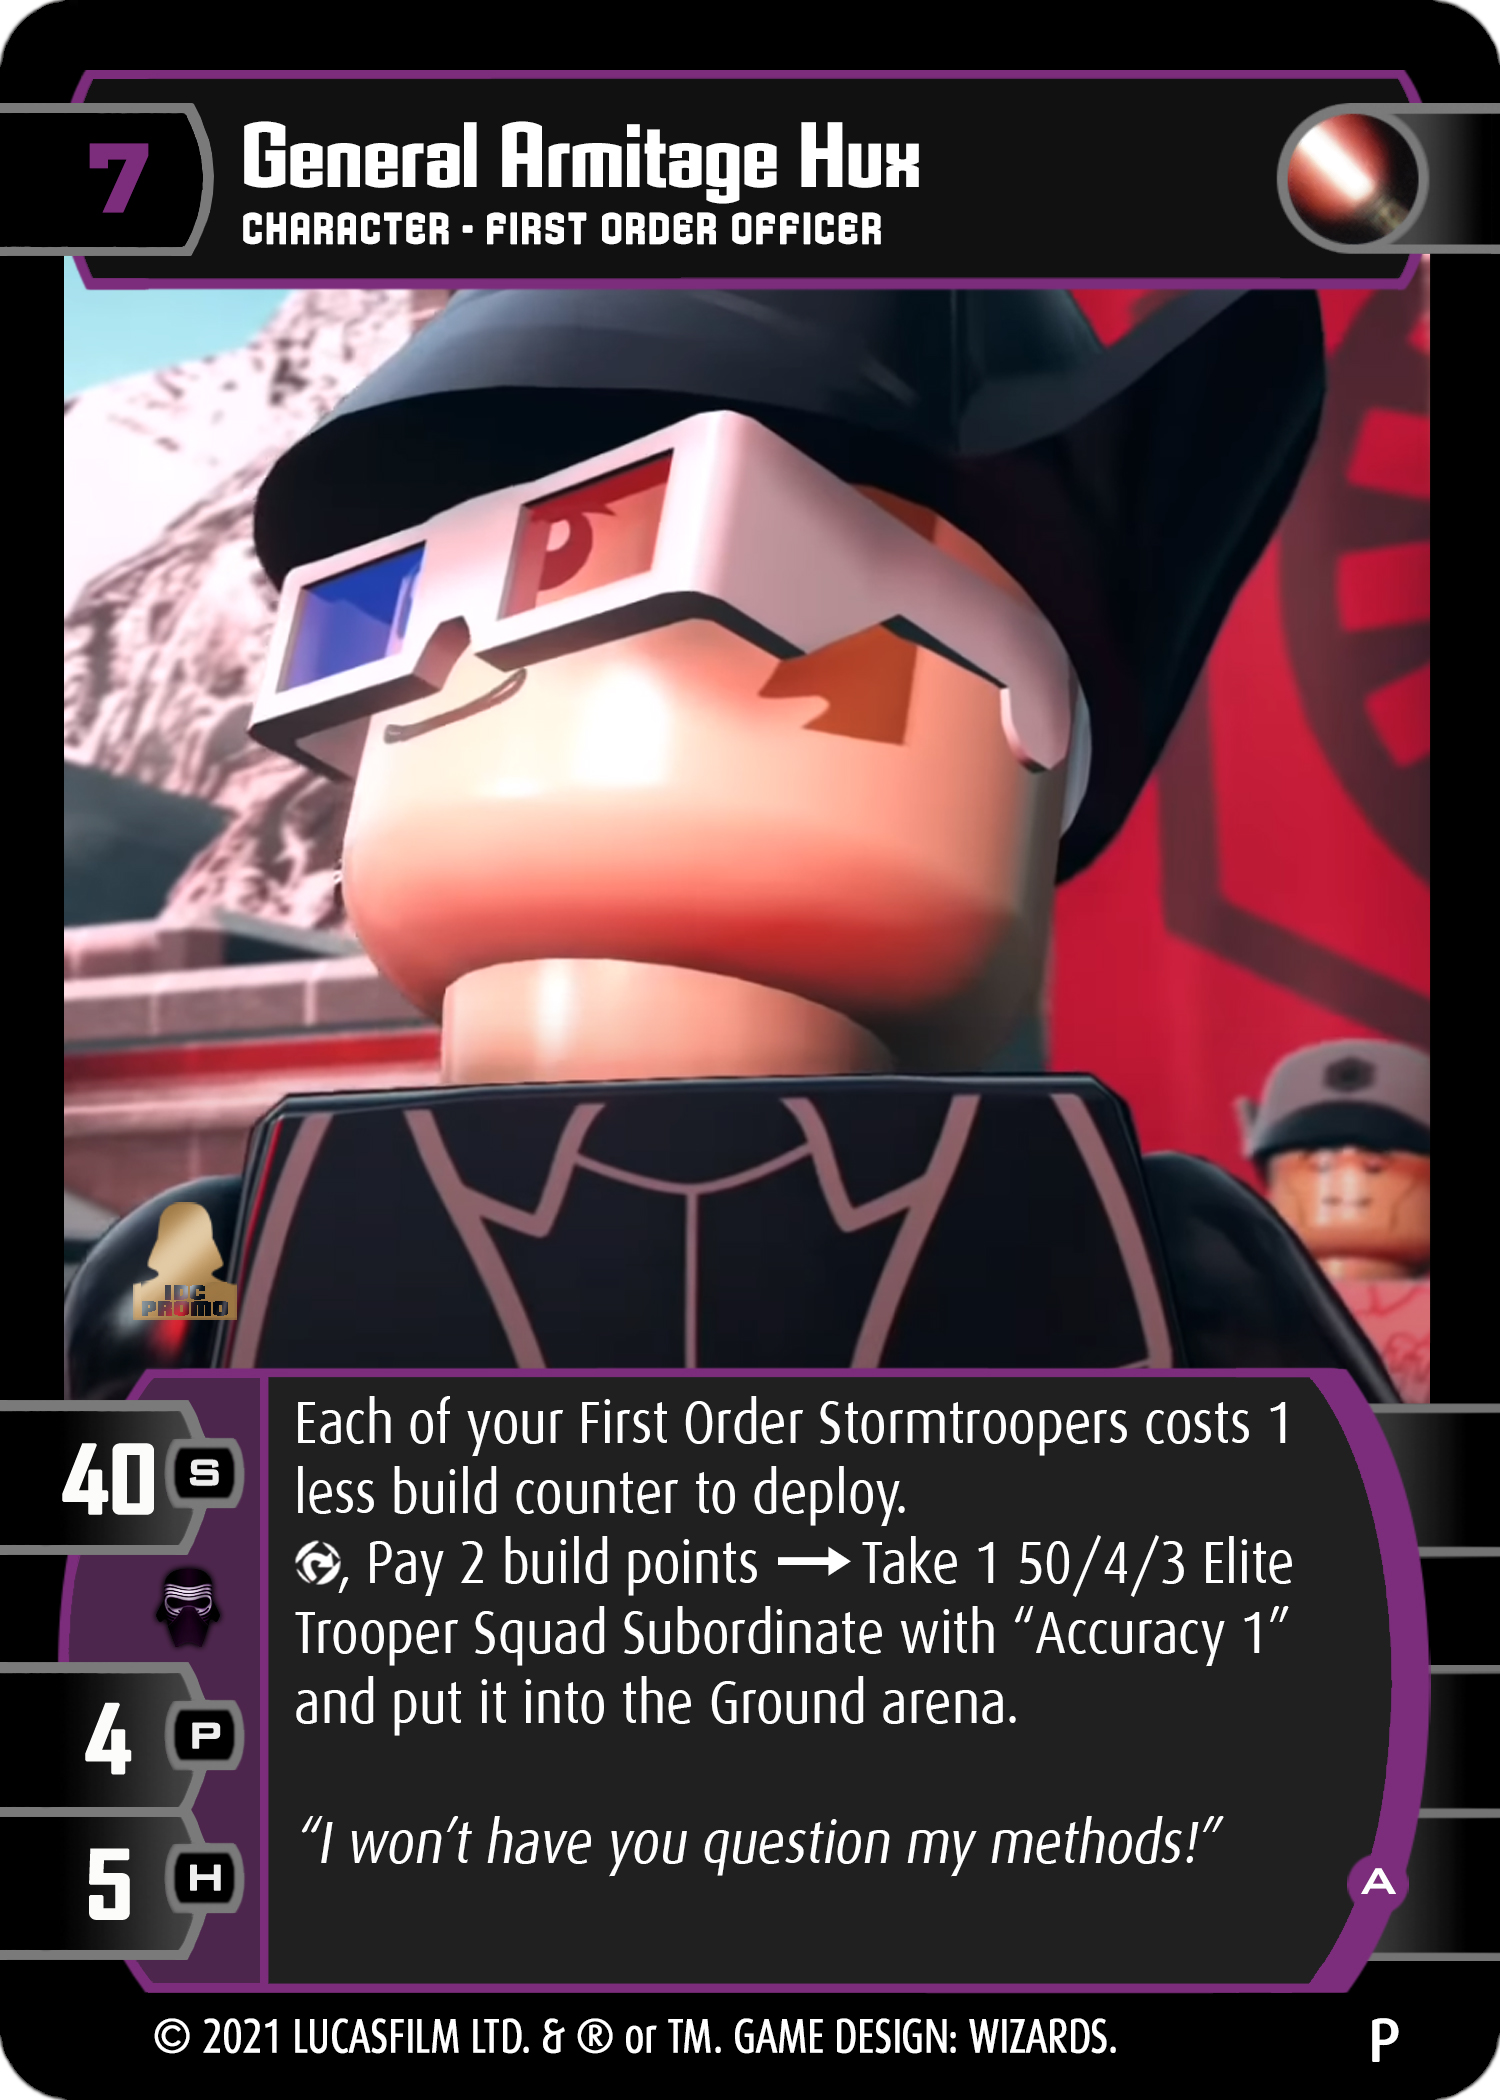 7
General Armitage Hux
CHARACTER - FIRST ORDER OFFICER
P
IDC
PROMO
40 S
4 P
5 H
Each of your First Order Stormtroopers costs 1
less build counter to deploy.
, Pay 2 build points → Take 1 50/4/3 Elite
Trooper Squad Subordinate with “Accuracy 1”
and put it into the Ground arena.
“I won’t have you question my methods!”
A
© 2021 LUCASFILM LTD. & ® or TM. GAME DESIGN: WIZARDS.
P